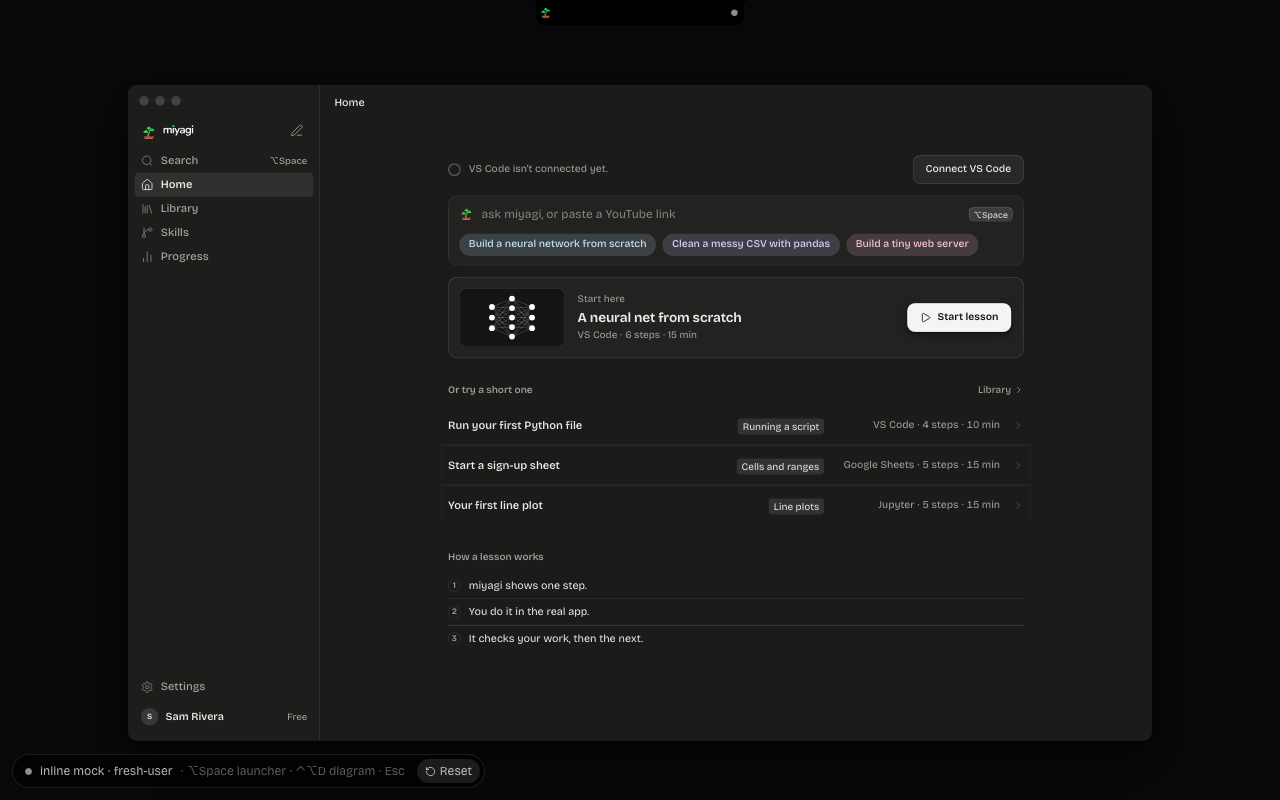 Home
miyagi
Search ⌥Space
Home
Library
Skills
Progress
Settings
S Sam Rivera Free
VS Code isn't connected yet.
Connect VS Code
ask miyagi, or paste a YouTube link ⌥Space
Build a neural network from scratch
Clean a messy CSV with pandas
Build a tiny web server
Start here
A neural net from scratch
VS Code · 6 steps · 15 min
Start lesson
Or try a short one
Library
Run your first Python file Running a script VS Code · 4 steps · 10 min
Start a sign-up sheet Cells and ranges Google Sheets · 5 steps · 15 min
Your first line plot Line plots Jupyter · 5 steps · 15 min
How a lesson works
1 miyagi shows one step.
2 You do it in the real app.
3 It checks your work, then the next.
inline mock · fresh-user · ⌥Space launcher · ^⌥D diagram · Esc Reset